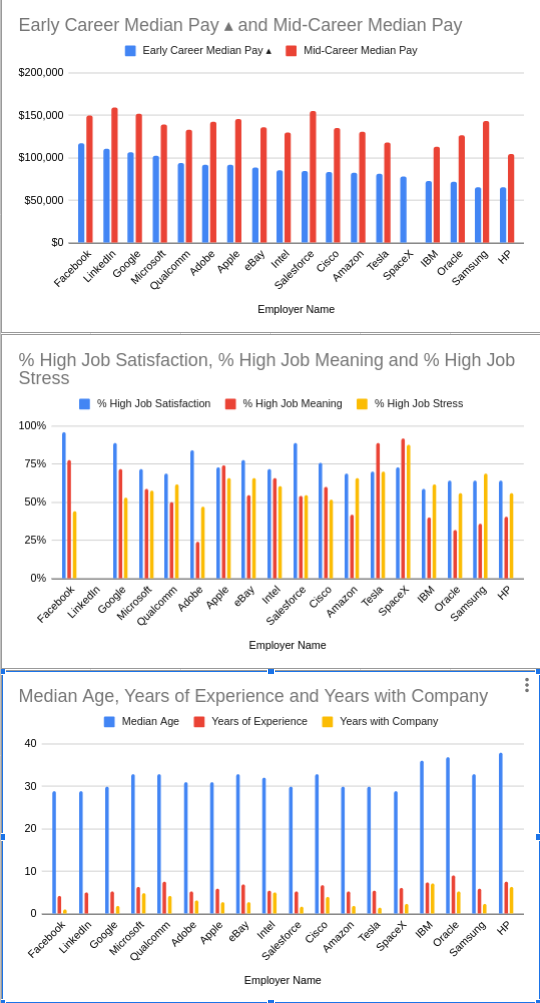 Early Career Median Pay ▲ and Mid-Career Median Pay
Early Career Median Pay ▲ Mid-Career Median Pay
$200,000
$150,000
$100,000
$50,000
$0
Facebook LinkedIn Google Microsoft Qualcomm Adobe Apple eBay Intel Salesforce Cisco Amazon Tesla SpaceX IBM Oracle Samsung HP
Employer Name
% High Job Satisfaction, % High Job Meaning and % High Job
Stress
% High Job Satisfaction % High Job Meaning % High Job Stress
100%
75%
50%
25%
0%
Facebook LinkedIn Google Microsoft Qualcomm Adobe Apple eBay Intel Salesforce Cisco Amazon Tesla SpaceX IBM Oracle Samsung HP
Employer Name
Median Age, Years of Experience and Years with Company
Median Age Years of Experience Years with Company
40
30
20
10
0
Facebook LinkedIn Google Microsoft Qualcomm Adobe Apple eBay Intel Salesforce Cisco Amazon Tesla SpaceX IBM Oracle Samsung HP
Employer Name